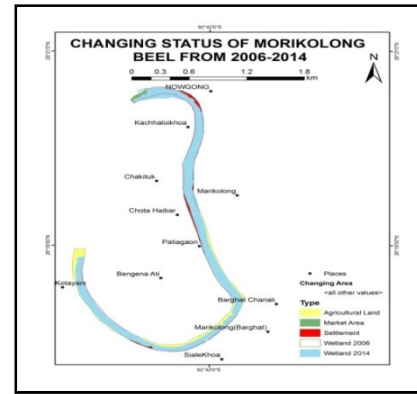 CHANGING STATUS OF MORIKOLONG
BEEL FROM 2006-2014
N
0 0.3 0.6 1.2 1.8
km
NOWGONG
Kachhaloikhoa
Chakituk
Marikolong
Chota Haibar
Patiagaon
Kotayani
Bengena Ati
Barghal Chariali
Marikolong(Barghat)
SialeKhoa
Places
Changing Area
<all other values>
Type
Agricultural Land
Market Area
Settlement
Wetland 2006
Wetland 2014